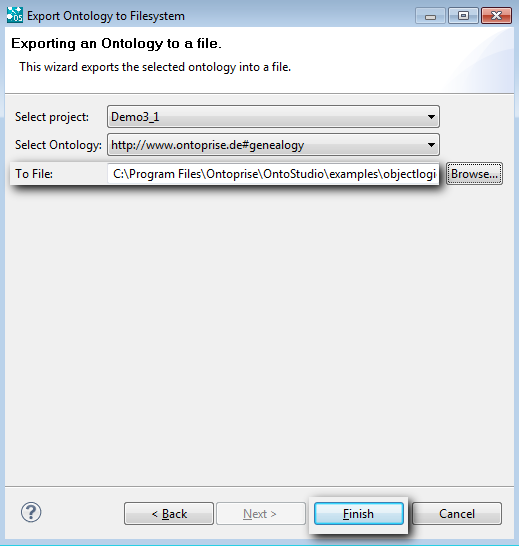 Export Ontology to Filesystem
Exporting an Ontology to a file.
This wizard exports the selected ontology into a file.
Select project: Demo3_1
Select Ontology: http://www.ontoprise.de#genealogy
To File: C:\Program Files\Ontoprise\OntoStudio\examples\objectlogi Browse...
? < Back Next > Finish Cancel